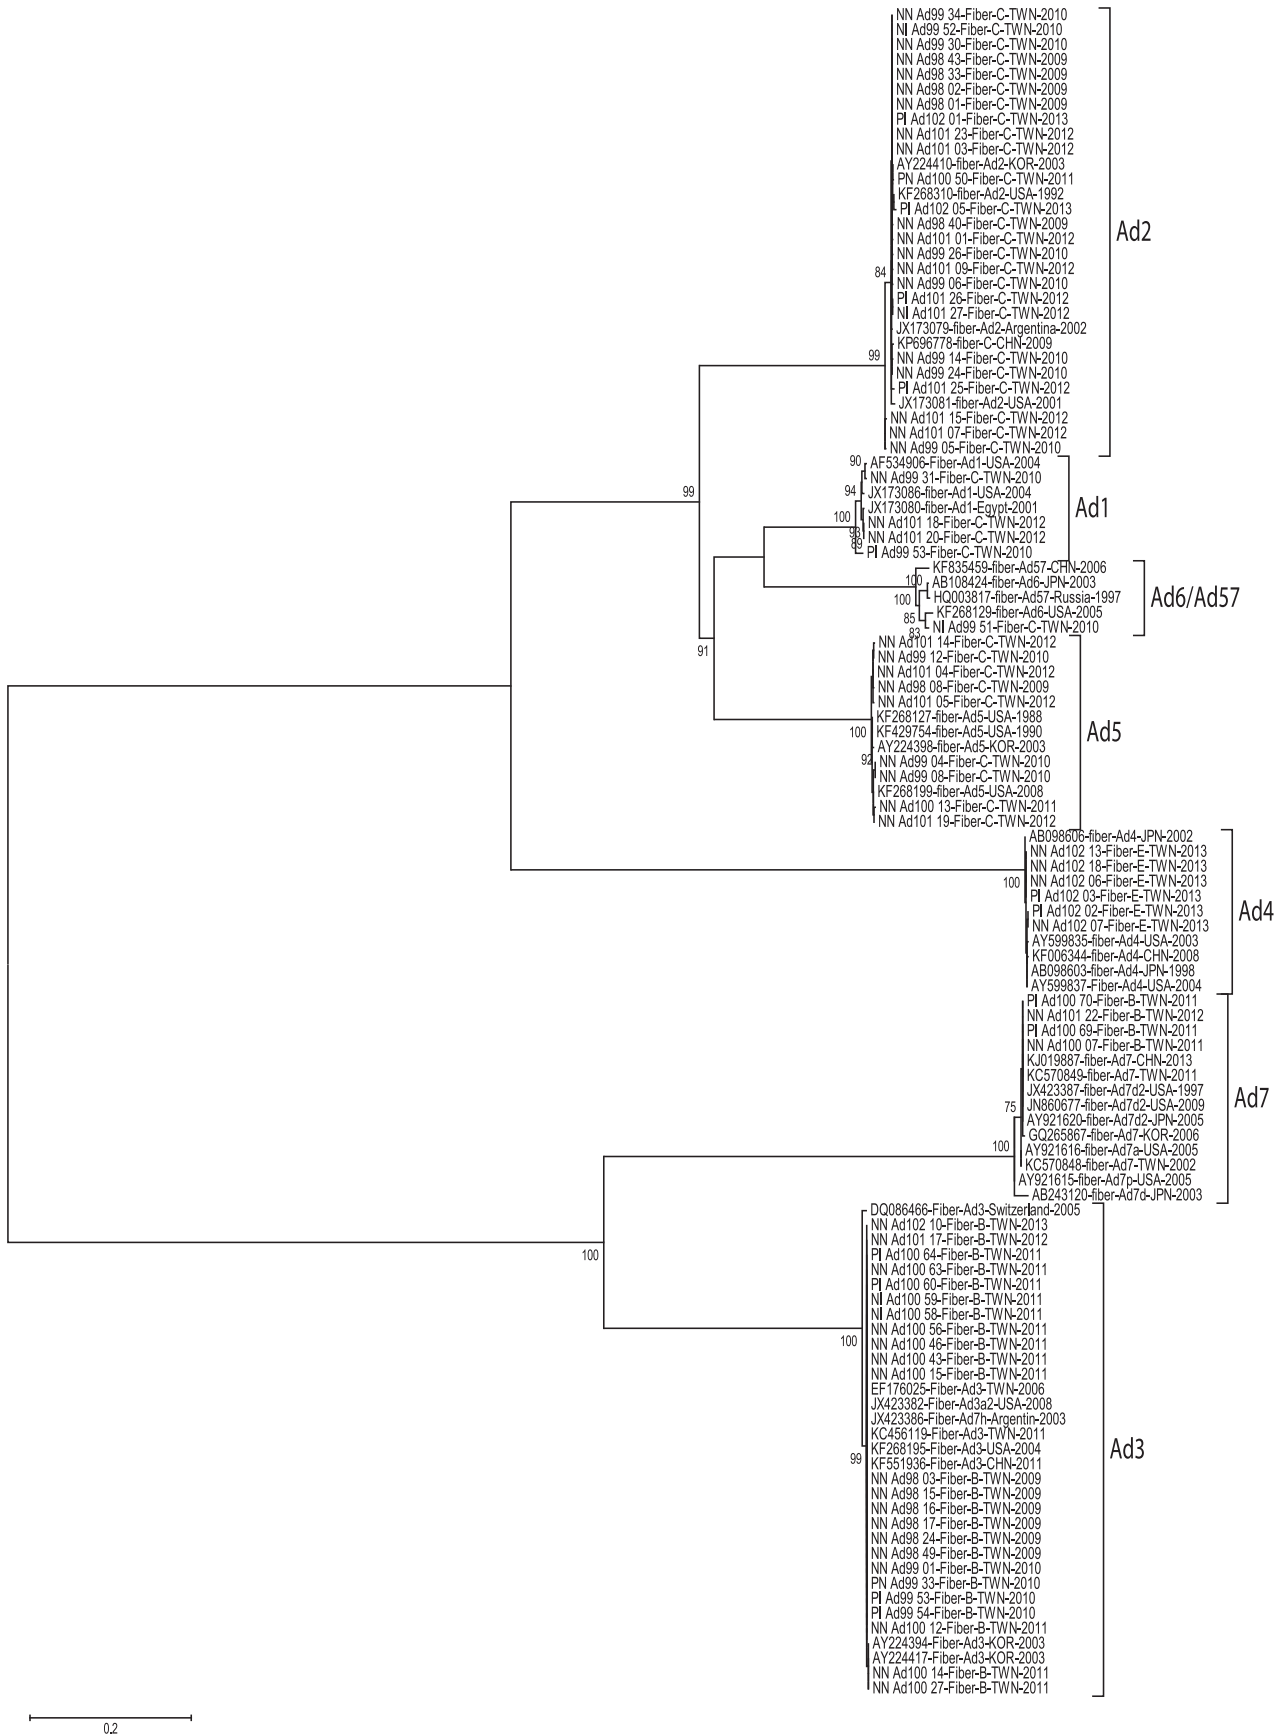 NN Ad99 34-Fiber-C-TWN-2010
NI Ad99 52-Fiber-C-TWN-2010
NN Ad99 30-Fiber-C-TWN-2010
NN Ad98 43-Fiber-C-TWN-2009
NN Ad98 33-Fiber-C-TWN-2009
NN Ad98 02-Fiber-C-TWN-2009
NN Ad98 01-Fiber-C-TWN-2009
PI Ad102 01-Fiber-C-TWN-2013
NN Ad101 23-Fiber-C-TWN-2012
NN Ad101 03-Fiber-C-TWN-2012
AY224410-fiber-Ad2-KOR-2003
PN Ad100 50-Fiber-C-TWN-2011
KF268310-fiber-Ad2-USA-1992
PI Ad102 05-Fiber-C-TWN-2013
NN Ad98 40-Fiber-C-TWN-2009
Ad2
NN Ad101 01-Fiber-C-TWN-2012
NN Ad99 26-Fiber-C-TWN-2010
84
NN Ad101 09-Fiber-C-TWN-2012
NN Ad99 06-Fiber-C-TWN-2010
PI Ad101 26-Fiber-C-TWN-2012
NI Ad101 27-Fiber-C-TWN-2012
JX173079-fiber-Ad2-Argentina-2002
KP696778-fiber-C-CHN-2009
99
NN Ad99 14-Fiber-C-TWN-2010
NN Ad99 24-Fiber-C-TWN-2010
PI Ad101 25-Fiber-C-TWN-2012
JX173081-fiber-Ad2-USA-2001
NN Ad101 15-Fiber-C-TWN-2012
NN Ad101 07-Fiber-C-TWN-2012
NN Ad99 05-Fiber-C-TWN-2010
90
AF534906-Fiber-Ad1-USA-2004
NN Ad99 31-Fiber-C-TWN-2010
99
94
JX173086-fiber-Ad1-USA-2004
JX173080-fiber-Ad1-Egypt-2001
Ad1
100
NN Ad101 18-Fiber-C-TWN-2012
93
NN Ad101 20-Fiber-C-TWN-2012
89
PI Ad99 53-Fiber-C-TWN-2010
KF835459-fiber-Ad57-CHN-2006
100
AB108424-fiber-Ad6-JPN-2003
100
HQ003817-fiber-Ad57-Russia-1997
Ad6/Ad57
85
KF268129-fiber-Ad6-USA-2005
83
NI Ad99 51-Fiber-C-TWN-2010
91
NN Ad101 14-Fiber-C-TWN-2012
NN Ad99 12-Fiber-C-TWN-2010
NN Ad101 04-Fiber-C-TWN-2012
NN Ad98 08-Fiber-C-TWN-2009
NN Ad101 05-Fiber-C-TWN-2012
KF268127-fiber-Ad5-USA-1988
100
KF429754-fiber-Ad5-USA-1990
Ad5
AY224398-fiber-Ad5-KOR-2003
92
NN Ad99 04-Fiber-C-TWN-2010
NN Ad99 08-Fiber-C-TWN-2010
KF268199-fiber-Ad5-USA-2008
NN Ad100 13-Fiber-C-TWN-2011
NN Ad101 19-Fiber-C-TWN-2012
AB098606-fiber-Ad4-JPN-2002
NN Ad102 13-Fiber-E-TWN-2013
NN Ad102 18-Fiber-E-TWN-2013
100
NN Ad102 06-Fiber-E-TWN-2013
PI Ad102 03-Fiber-E-TWN-2013
PI Ad102 02-Fiber-E-TWN-2013
Ad4
NN Ad102 07-Fiber-E-TWN-2013
AY599835-fiber-Ad4-USA-2003
KF006344-fiber-Ad4-CHN-2008
AB098603-fiber-Ad4-JPN-1998
AY599837-Fiber-Ad4-USA-2004
PI Ad100 70-Fiber-B-TWN-2011
NN Ad101 22-Fiber-B-TWN-2012
PI Ad100 69-Fiber-B-TWN-2011
NN Ad100 07-Fiber-B-TWN-2011
KJ019887-fiber-Ad7-CHN-2013
KC570849-fiber-Ad7-TWN-2011
JX423387-fiber-Ad7d2-USA-1997
Ad7
75
JN860677-fiber-Ad7d2-USA-2009
AY921620-fiber-Ad7d2-JPN-2005
GQ265867-fiber-Ad7-KOR-2006
100
AY921616-fiber-Ad7a-USA-2005
KC570848-fiber-Ad7-TWN-2002
AY921615-fiber-Ad7p-USA-2005
AB243120-fiber-Ad7d-JPN-2003
DQ086466-Fiber-Ad3-Switzerland-2005
NN Ad102 10-Fiber-B-TWN-2013
NN Ad101 17-Fiber-B-TWN-2012
100
PI Ad100 64-Fiber-B-TWN-2011
NN Ad100 63-Fiber-B-TWN-2011
PI Ad100 60-Fiber-B-TWN-2011
NI Ad100 59-Fiber-B-TWN-2011
NI Ad100 58-Fiber-B-TWN-2011
NN Ad100 56-Fiber-B-TWN-2011
100
NN Ad100 46-Fiber-B-TWN-2011
NN Ad100 43-Fiber-B-TWN-2011
NN Ad100 15-Fiber-B-TWN-2011
EF176025-Fiber-Ad3-TWN-2006
JX423382-Fiber-Ad3a2-USA-2008
JX423386-Fiber-Ad7h-Argentin-2003
KC456119-Fiber-Ad3-TWN-2011
KF268195-Fiber-Ad3-USA-2004
Ad3
99
KF551936-Fiber-Ad3-CHN-2011
NN Ad98 03-Fiber-B-TWN-2009
NN Ad98 15-Fiber-B-TWN-2009
NN Ad98 16-Fiber-B-TWN-2009
NN Ad98 17-Fiber-B-TWN-2009
NN Ad98 24-Fiber-B-TWN-2009
NN Ad98 49-Fiber-B-TWN-2009
NN Ad99 01-Fiber-B-TWN-2010
PN Ad99 33-Fiber-B-TWN-2010
PI Ad99 53-Fiber-B-TWN-2010
PI Ad99 54-Fiber-B-TWN-2010
NN Ad100 12-Fiber-B-TWN-2011
AY224394-Fiber-Ad3-KOR-2003
AY224417-Fiber-Ad3-KOR-2003
NN Ad100 14-Fiber-B-TWN-2011
NN Ad100 27-Fiber-B-TWN-2011
0.2